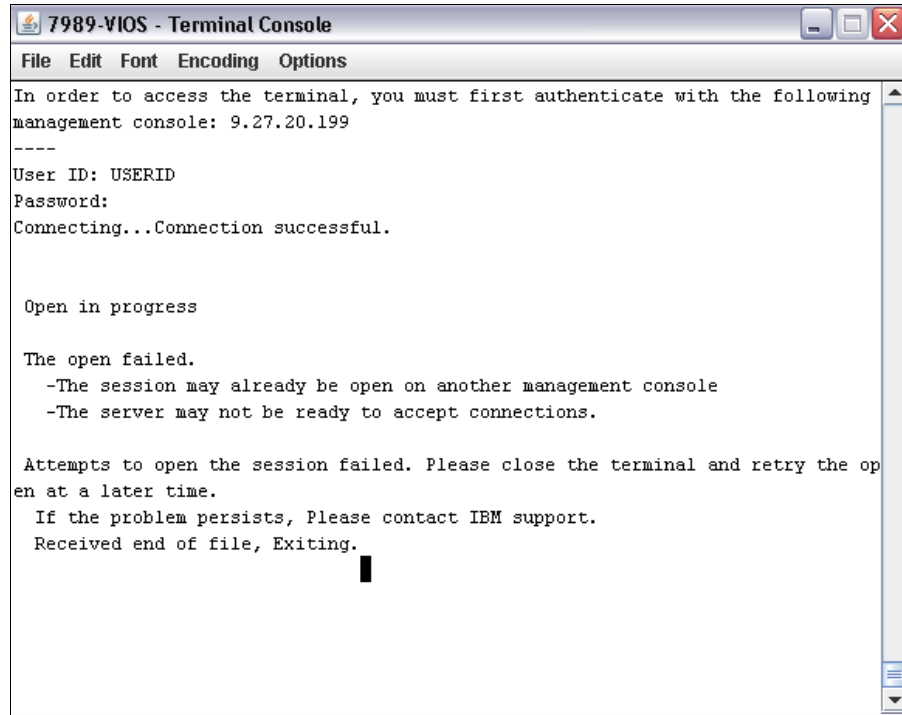 7989-VIOS - Terminal Console
File Edit Font Encoding Options
In order to access the terminal, you must first authenticate with the following
management console: 9.27.20.199
----
User ID: USERID
Password:
Connecting...Connection successful.
Open in progress
The open failed.
-The session may already be open on another management console
-The server may not be ready to accept connections.
Attempts to open the session failed. Please close the terminal and retry the op
en at a later time.
If the problem persists, Please contact IBM support.
Received end of file, Exiting.